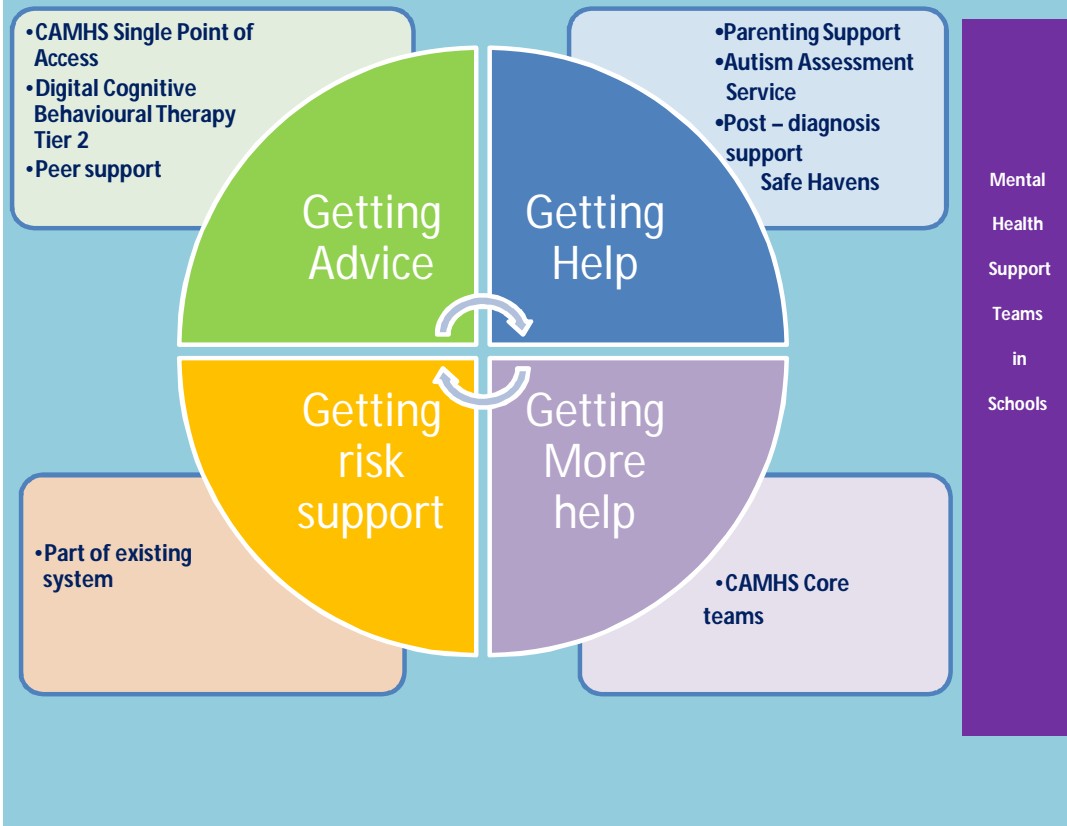 •CAMHS Single Point of
Access
•Digital Cognitive
Behavioural Therapy
Tier 2
•Peer support
•Parenting Support
•Autism Assessment
Service
•Post – diagnosis
support
Safe Havens
Getting
Advice
Getting
Help
Getting
risk
support
Getting
More
help
•Part of existing
system
•CAMHS Core
teams
Mental
Health
Support
Teams
in
Schools